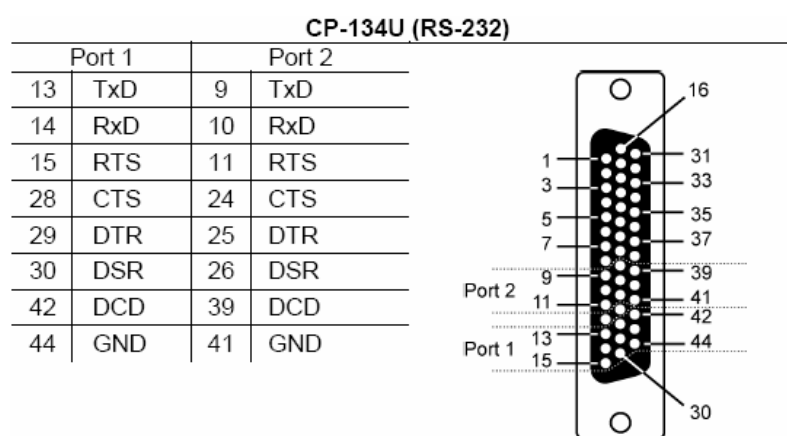 CP-134U (RS-232)
Port 1 Port 2
13 TxD 9 TxD
14 RxD 10 RxD
15 RTS 11 RTS
28 CTS 24 CTS
29 DTR 25 DTR
30 DSR 26 DSR
42 DCD 39 DCD
44 GND 41 GND
16
1 31
3 33
5 35
7 37
9 39
Port 2 11 41
42
Port 1 13 44
15
30